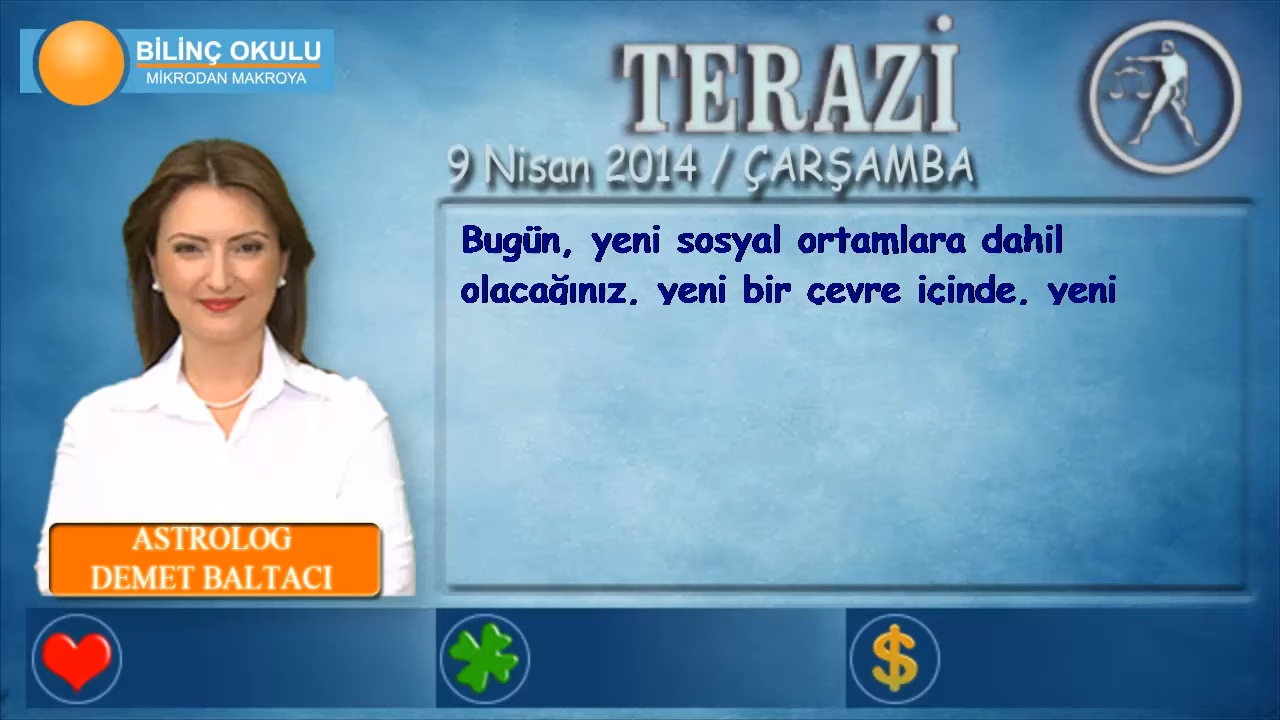 BİLİNÇ OKULU
MİKRODAN MAKROYA
TERAZİ
9 Nisan 2014 / ÇARŞAMBA
Bugün, yeni sosyal ortamlara dahil
olacağınız, yeni bir çevre içinde, yeni
ASTROLOG
DEMET BALTACI
$